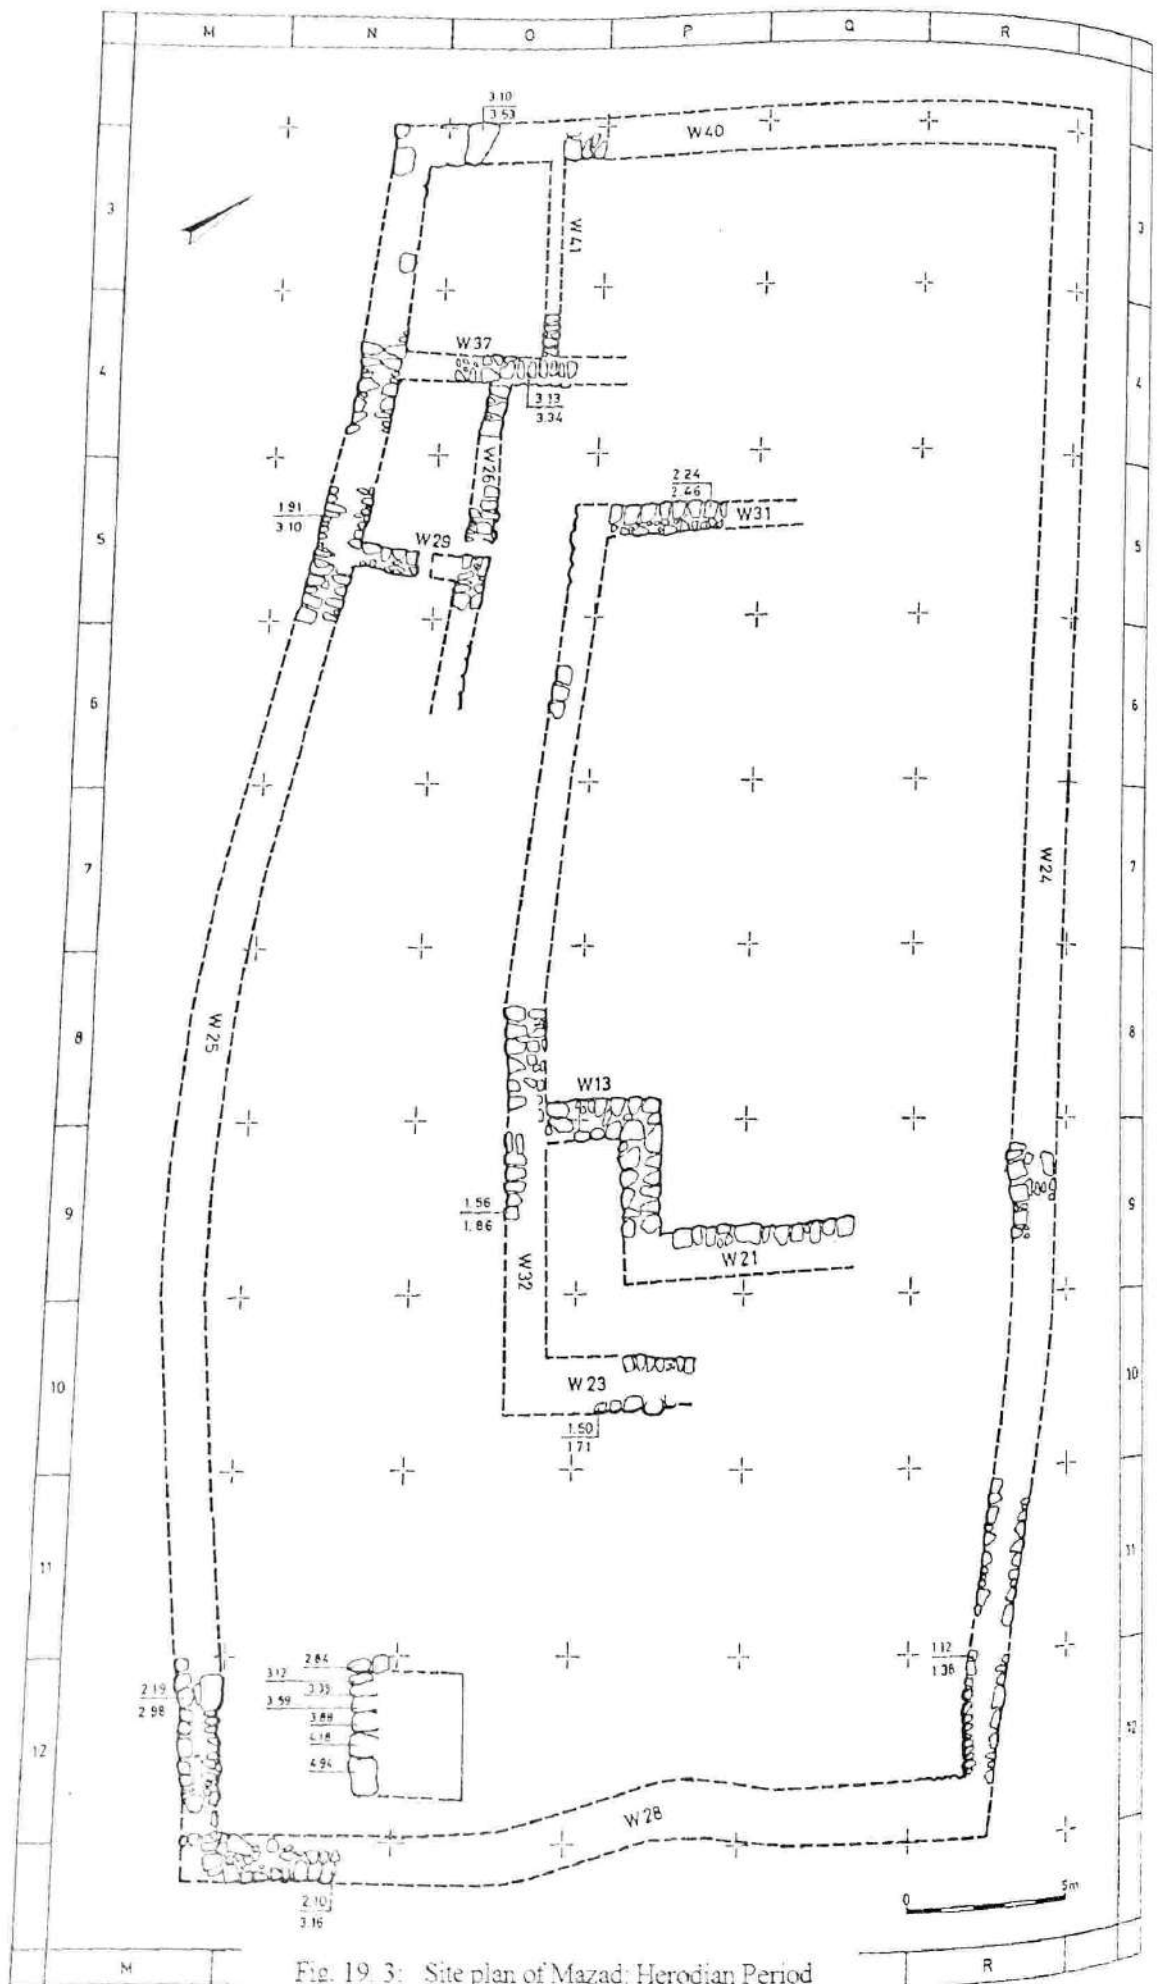 M N O P Q R
3.10
3.53
W40
3 3
W41
W37
4 4
3.13
3.34
W26
2.24
2.46
W31
1.91
3.10
5 5
W29
6 6
7 7
W24
8 8
W25
W13
9 9
1.56
1.86
W32
W21
10 10
W23
1.50
1.71
11 11
2.84
3.12
3.35
3.59
3.88
4.18
4.94
1.12
1.38
2.19
2.98
12 12
W28
2.10
3.16
0 5m
M R
Fig. 19. 3: Site plan of Mazad: Herodian Period